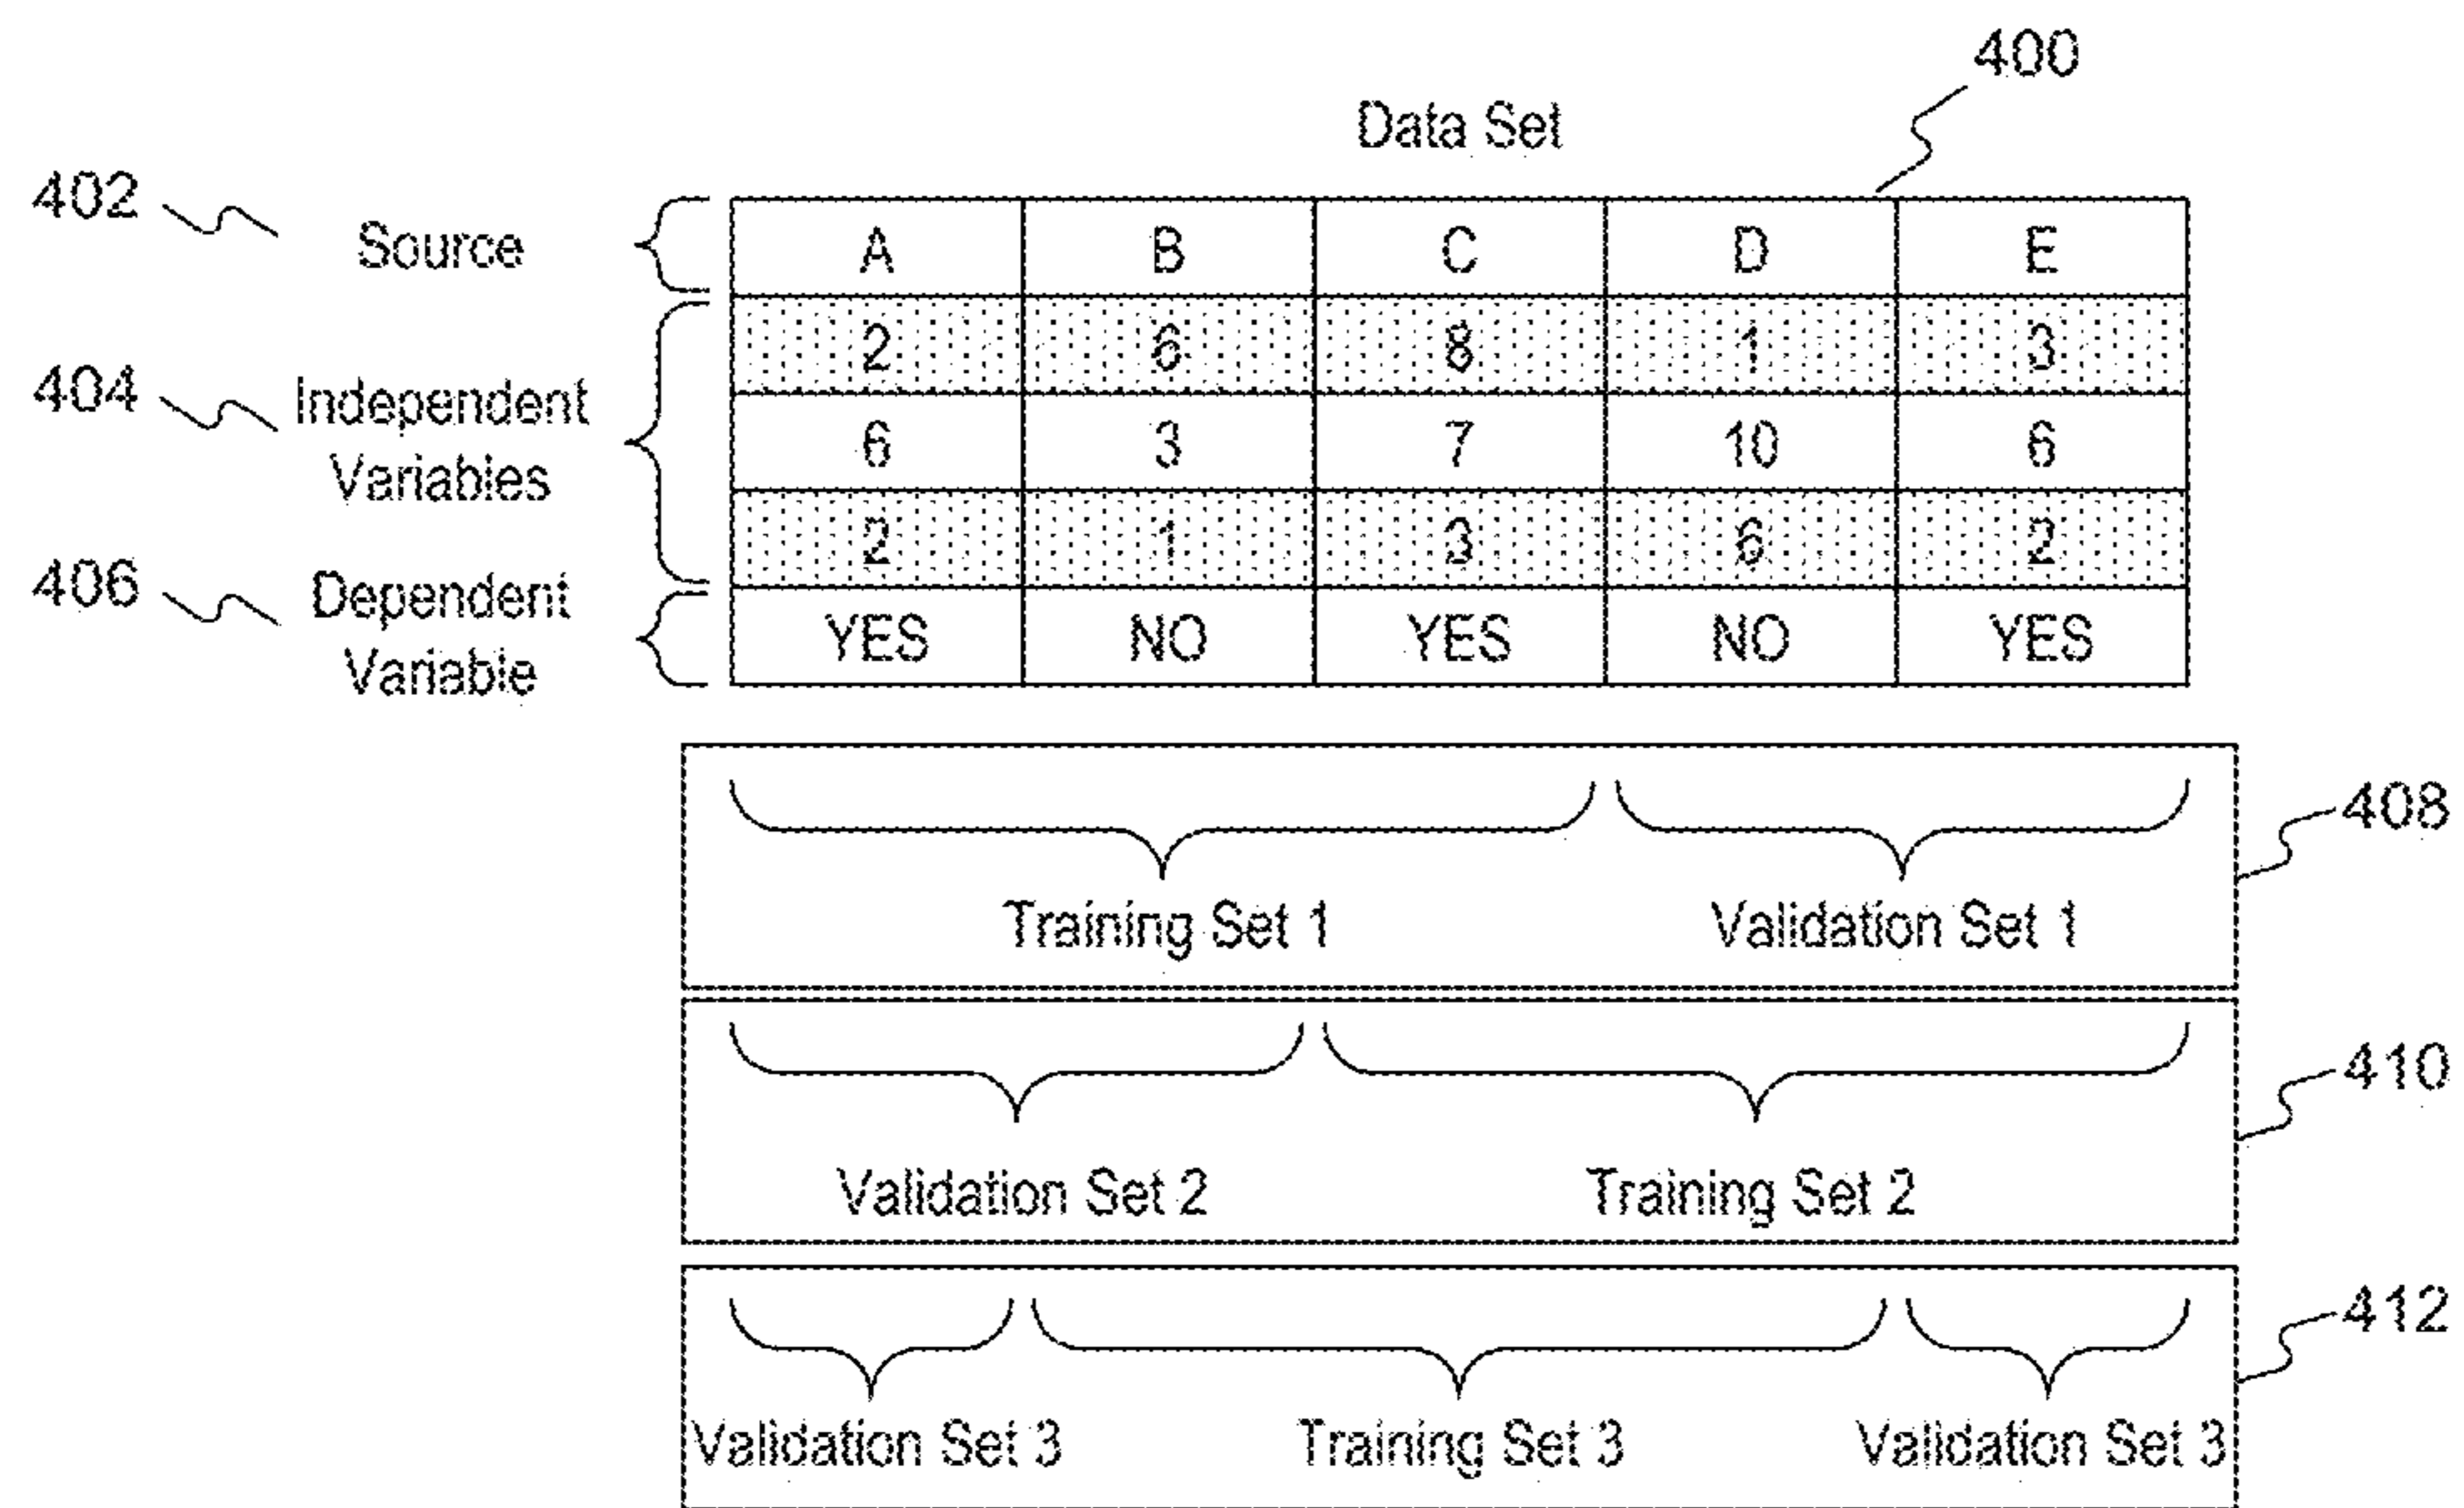 400
Data Set
402
Source
A B C D E
2 6 8 1 3
404
Independent
Variables
6 3 7 10 6
2 1 3 6 2
406
Dependent
Variable
YES NO YES NO YES
408
Training Set 1 Validation Set 1
410
Validation Set 2 Training Set 2
412
Validation Set 3 Training Set 3 Validation Set 3